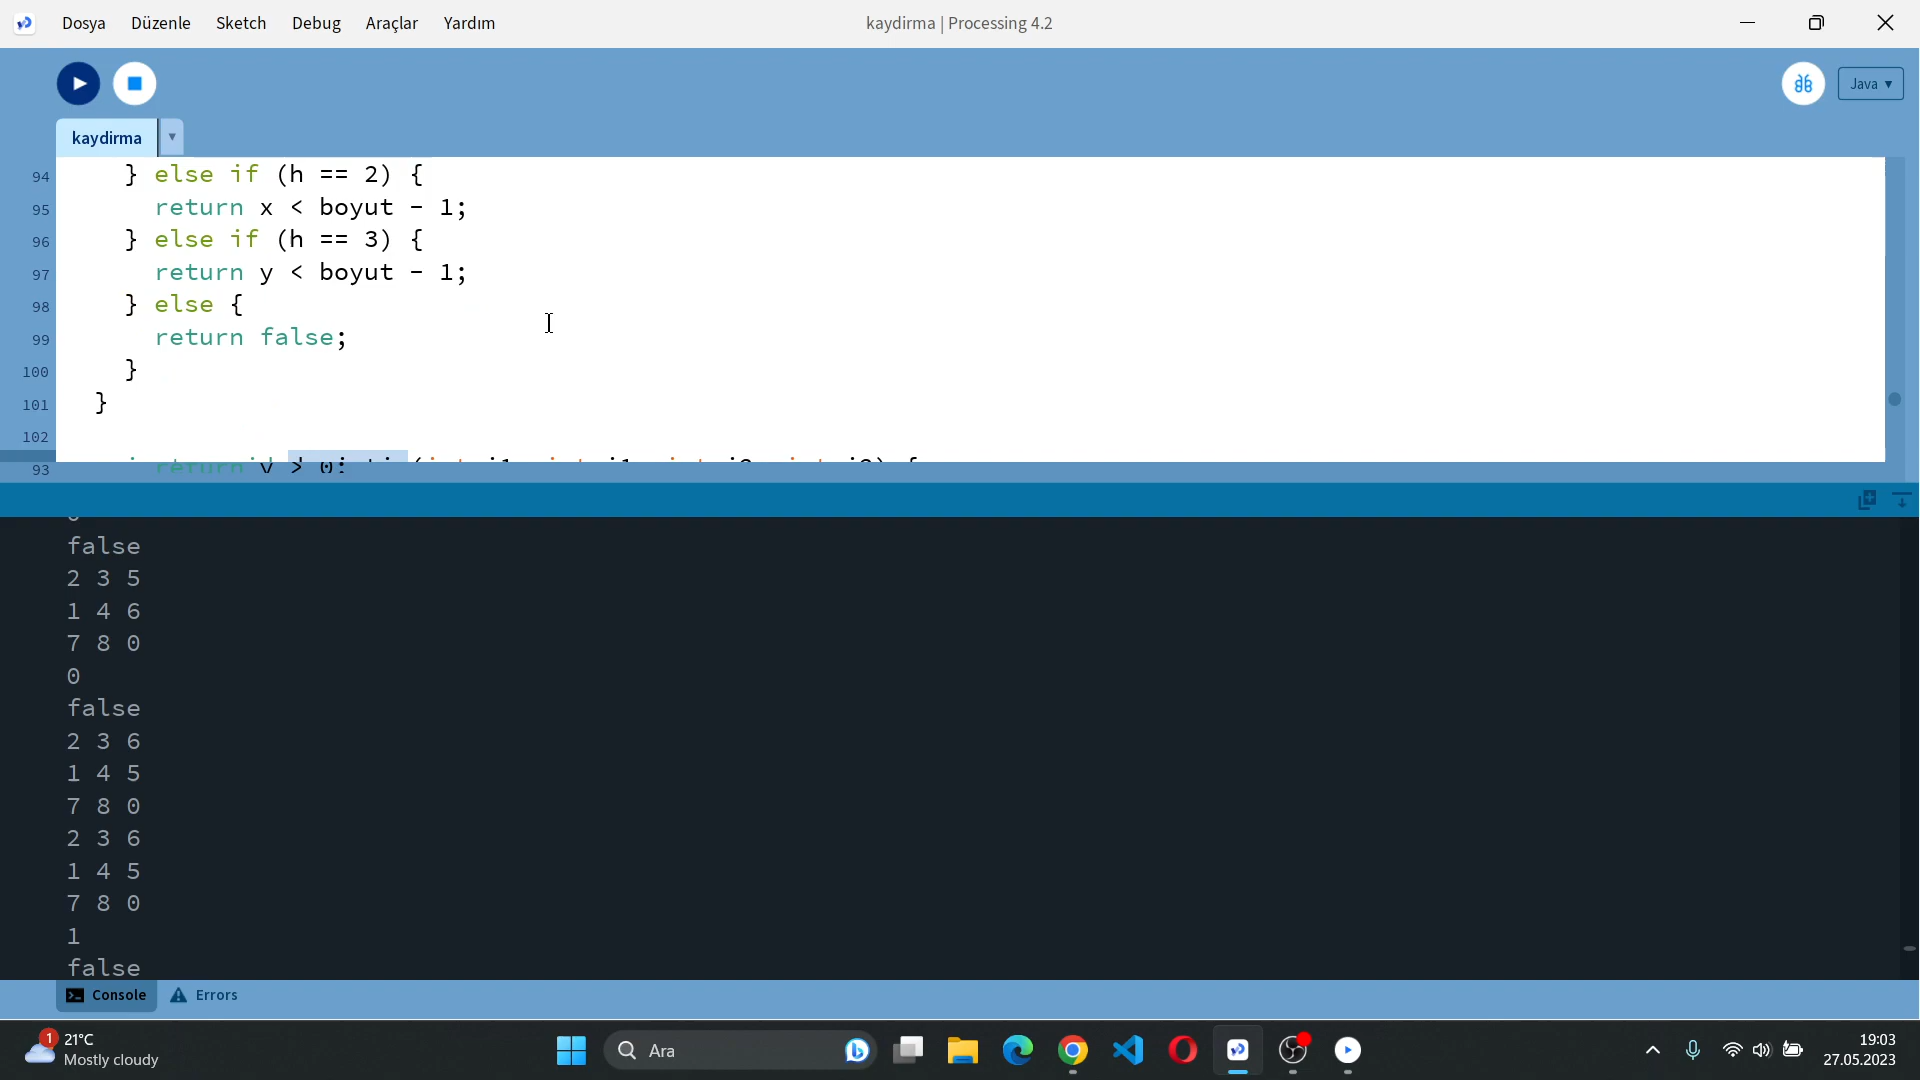 Dosya Düzenle Sketch Debug Araçlar Yardım
kaydirma | Processing 4.2
Java ▾
kaydirma
94 } else if (h == 2) {
95 return x < boyut - 1;
96 } else if (h == 3) {
97 return y < boyut - 1;
98 } else {
99 return false;
100 }
101 }
102
93
false
2 3 5
1 4 6
7 8 0
0
false
2 3 6
1 4 5
7 8 0
2 3 6
1 4 5
7 8 0
1
false
Console Errors
1
21°C
Mostly cloudy
Ara
19:03
27.05.2023